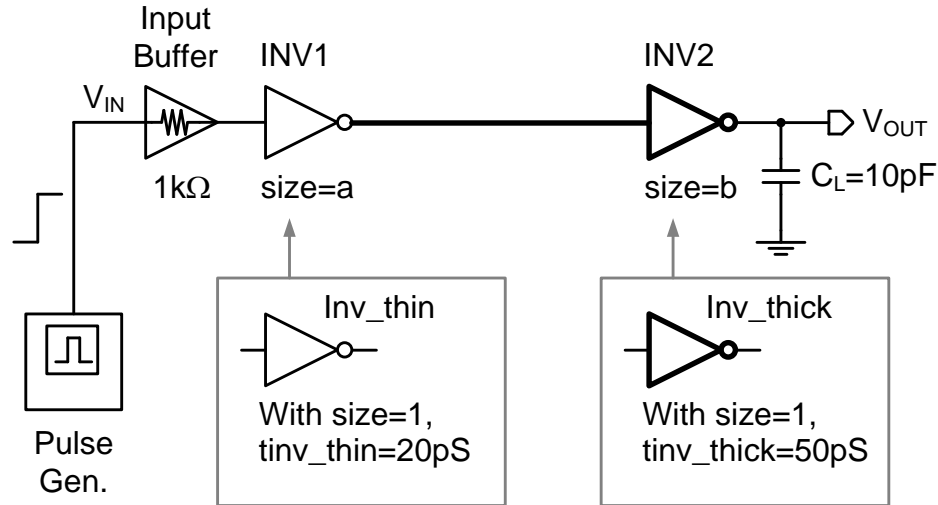 Input
Buffer
INV1
INV2
V_IN
1kΩ
size=a
size=b
V_OUT
C_L=10pF
Inv_thin
With size=1,
tinv_thin=20pS
Inv_thick
With size=1,
tinv_thick=50pS
Pulse
Gen.